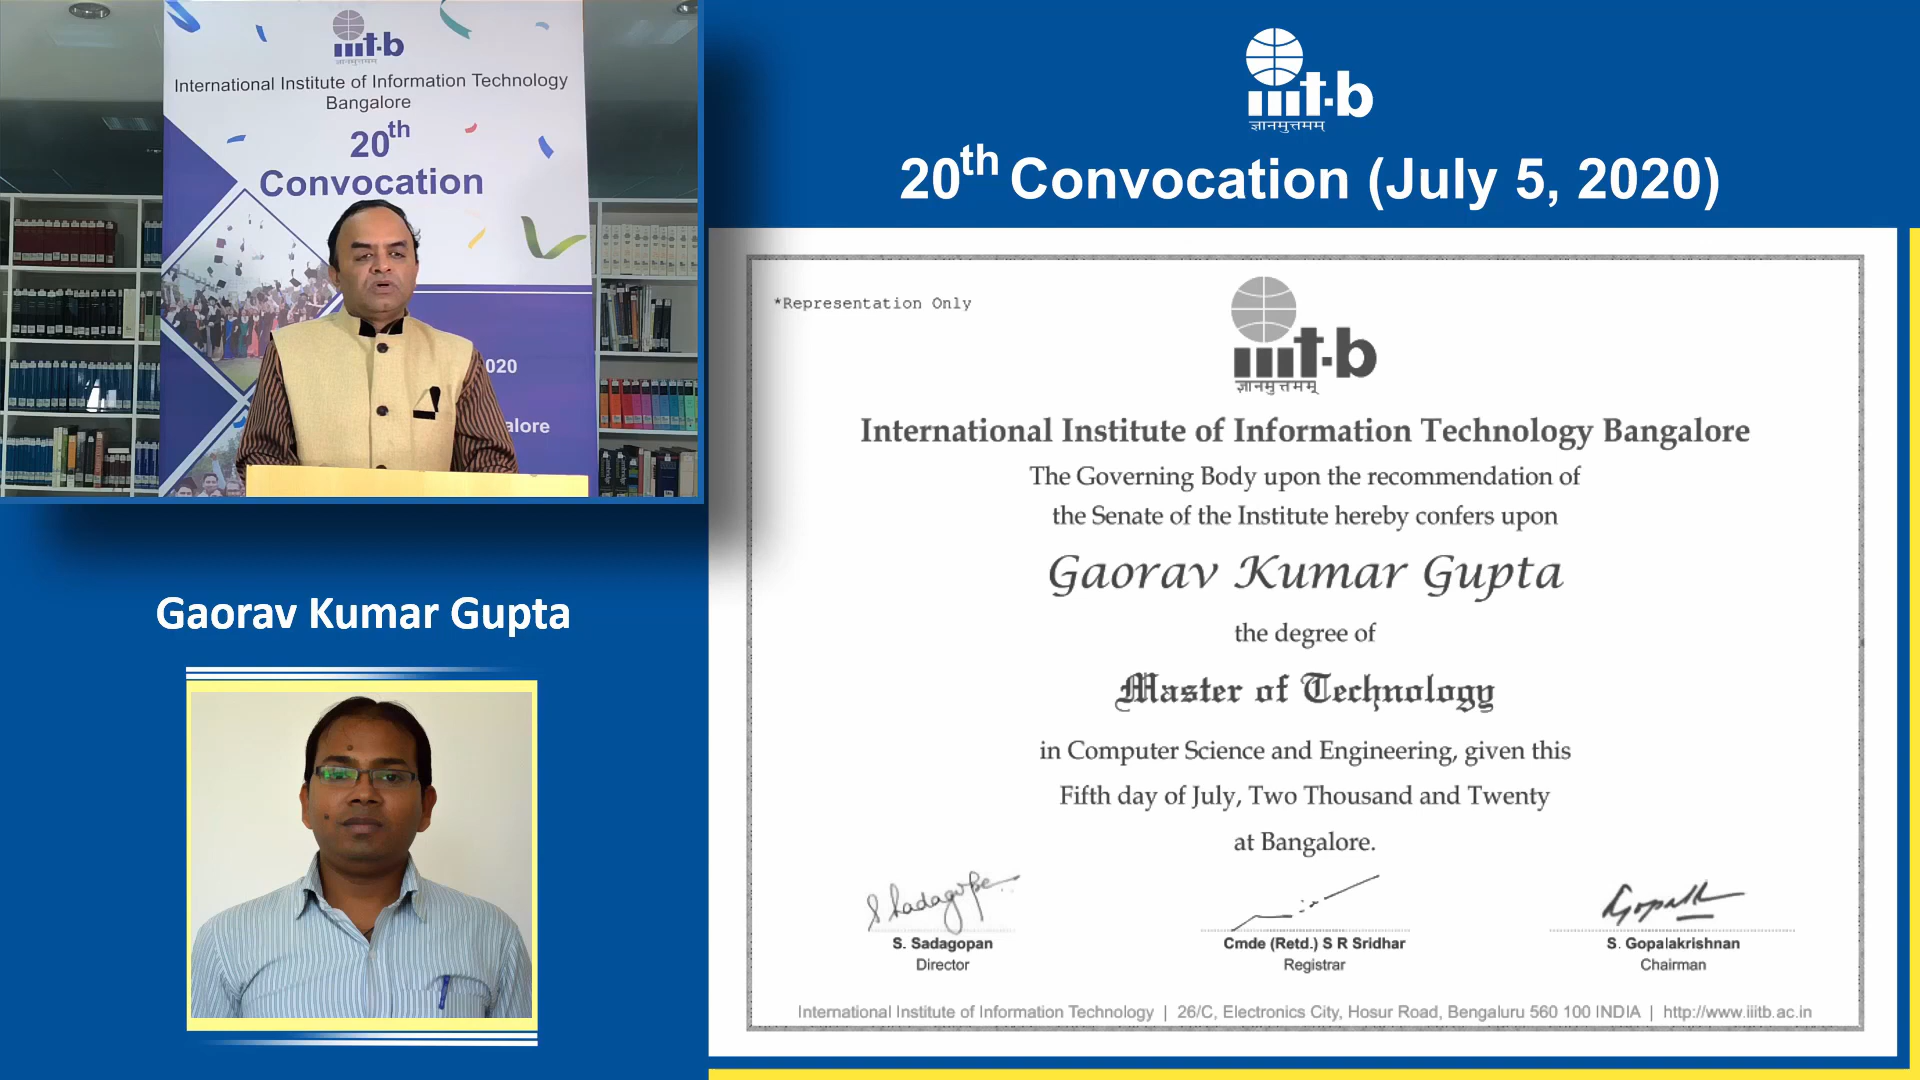 iiit-b
ज्ञानमुत्तमम्
International Institute of Information Technology
Bangalore
20th
Convocation
020
alore
Gaorav Kumar Gupta
iiit-b
ज्ञानमुत्तमम्
20th Convocation (July 5, 2020)
*Representation Only
iiit-b
ज्ञानमुत्तमम्
International Institute of Information Technology Bangalore
The Governing Body upon the recommendation of
the Senate of the Institute hereby confers upon
Gaorav Kumar Gupta
the degree of
Master of Technology
in Computer Science and Engineering, given this
Fifth day of July, Two Thousand and Twenty
at Bangalore.
S. Sadagopan
Director
Cmde (Retd.) S R Sridhar
Registrar
S. Gopalakrishnan
Chairman
International Institute of Information Technology | 26/C, Electronics City, Hosur Road, Bengaluru 560 100 INDIA | http://www.iiitb.ac.in